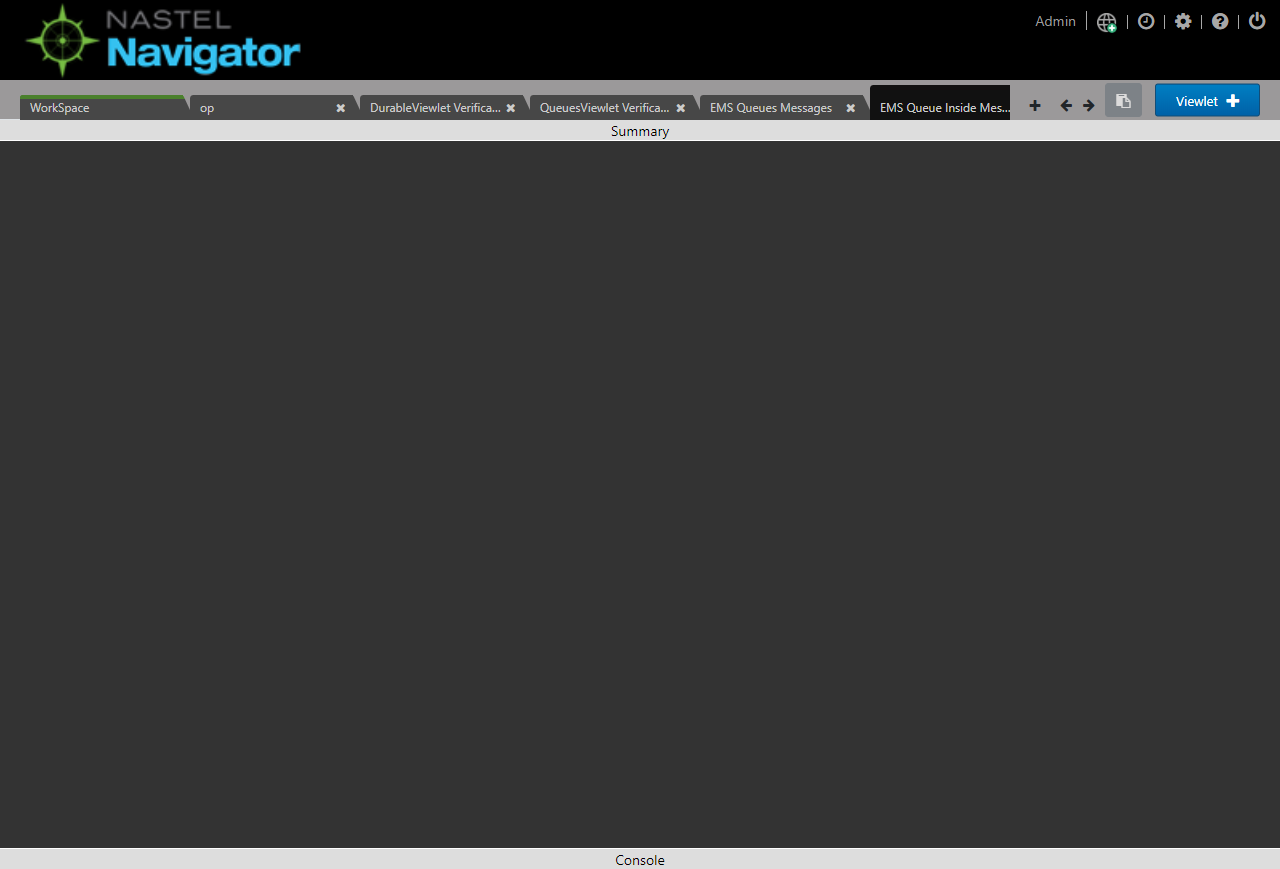 NASTEL
Navigator
Admin
WorkSpace
op
DurableViewlet Verifica...
QueuesViewlet Verifica...
EMS Queues Messages
EMS Queue Inside Mes...
Viewlet
Summary
Console